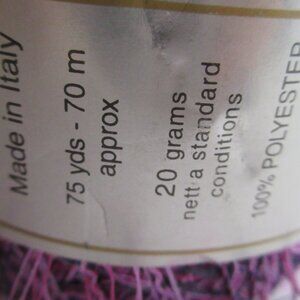 Made in Italy
75 yds - 70 m
approx
20 grams
nett a standard
conditions
100% POLYESTER